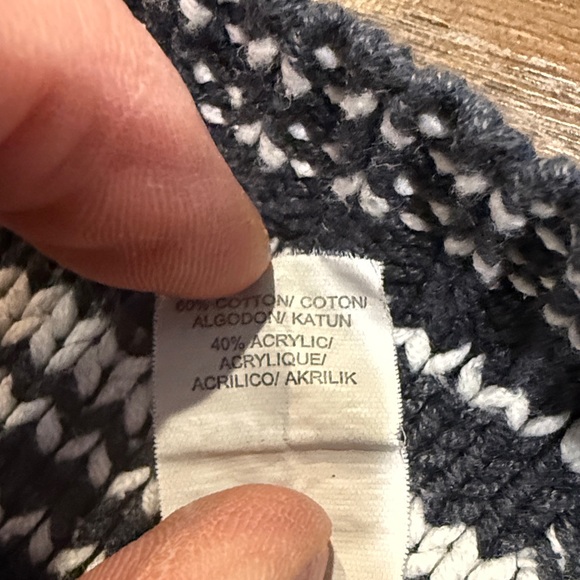 60% COTTON/ COTON/
ALGODON/ KATUN
40% ACRYLIC/
ACRYLIQUE/
ACRILICO/ AKRILIK